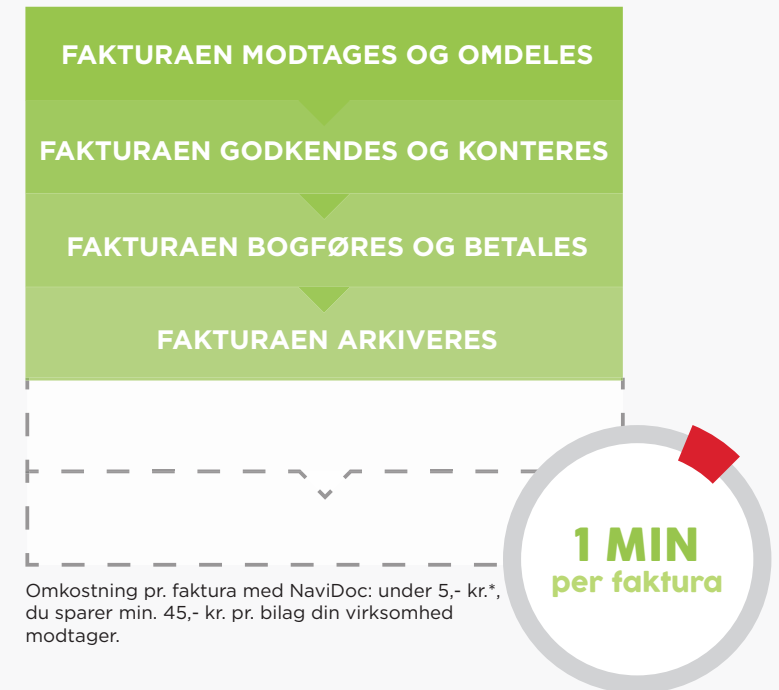 FAKTURAEN MODTAGES OG OMDELES
FAKTURAEN GODKENDES OG KONTERES
FAKTURAEN BOGFØRES OG BETALES
FAKTURAEN ARKIVERES
1 MIN
per faktura
Omkostning pr. faktura med NaviDoc: under 5,- kr.*,
du sparer min. 45,- kr. pr. bilag din virksomhed
modtager.